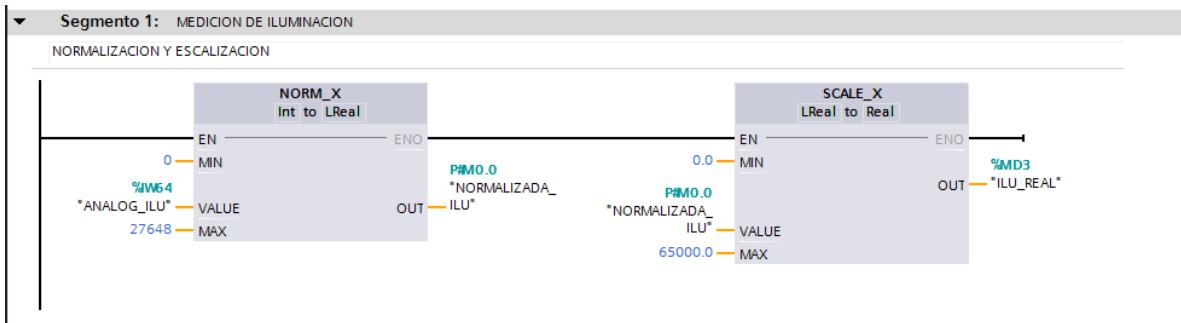 Segmento 1: MEDICION DE ILUMINACION
NORMALIZACION Y ESCALIZACION
NORM_X
Int to LReal
EN
ENO
0
MIN
%IW64
"ANALOG_ILU"
VALUE
27648
MAX
OUT
P#M0.0
"NORMALIZADA_
ILU"
SCALE_X
LReal to Real
EN
ENO
0.0
MIN
P#M0.0
"NORMALIZADA_
ILU"
VALUE
65000.0
MAX
OUT
%MD3
"ILU_REAL"